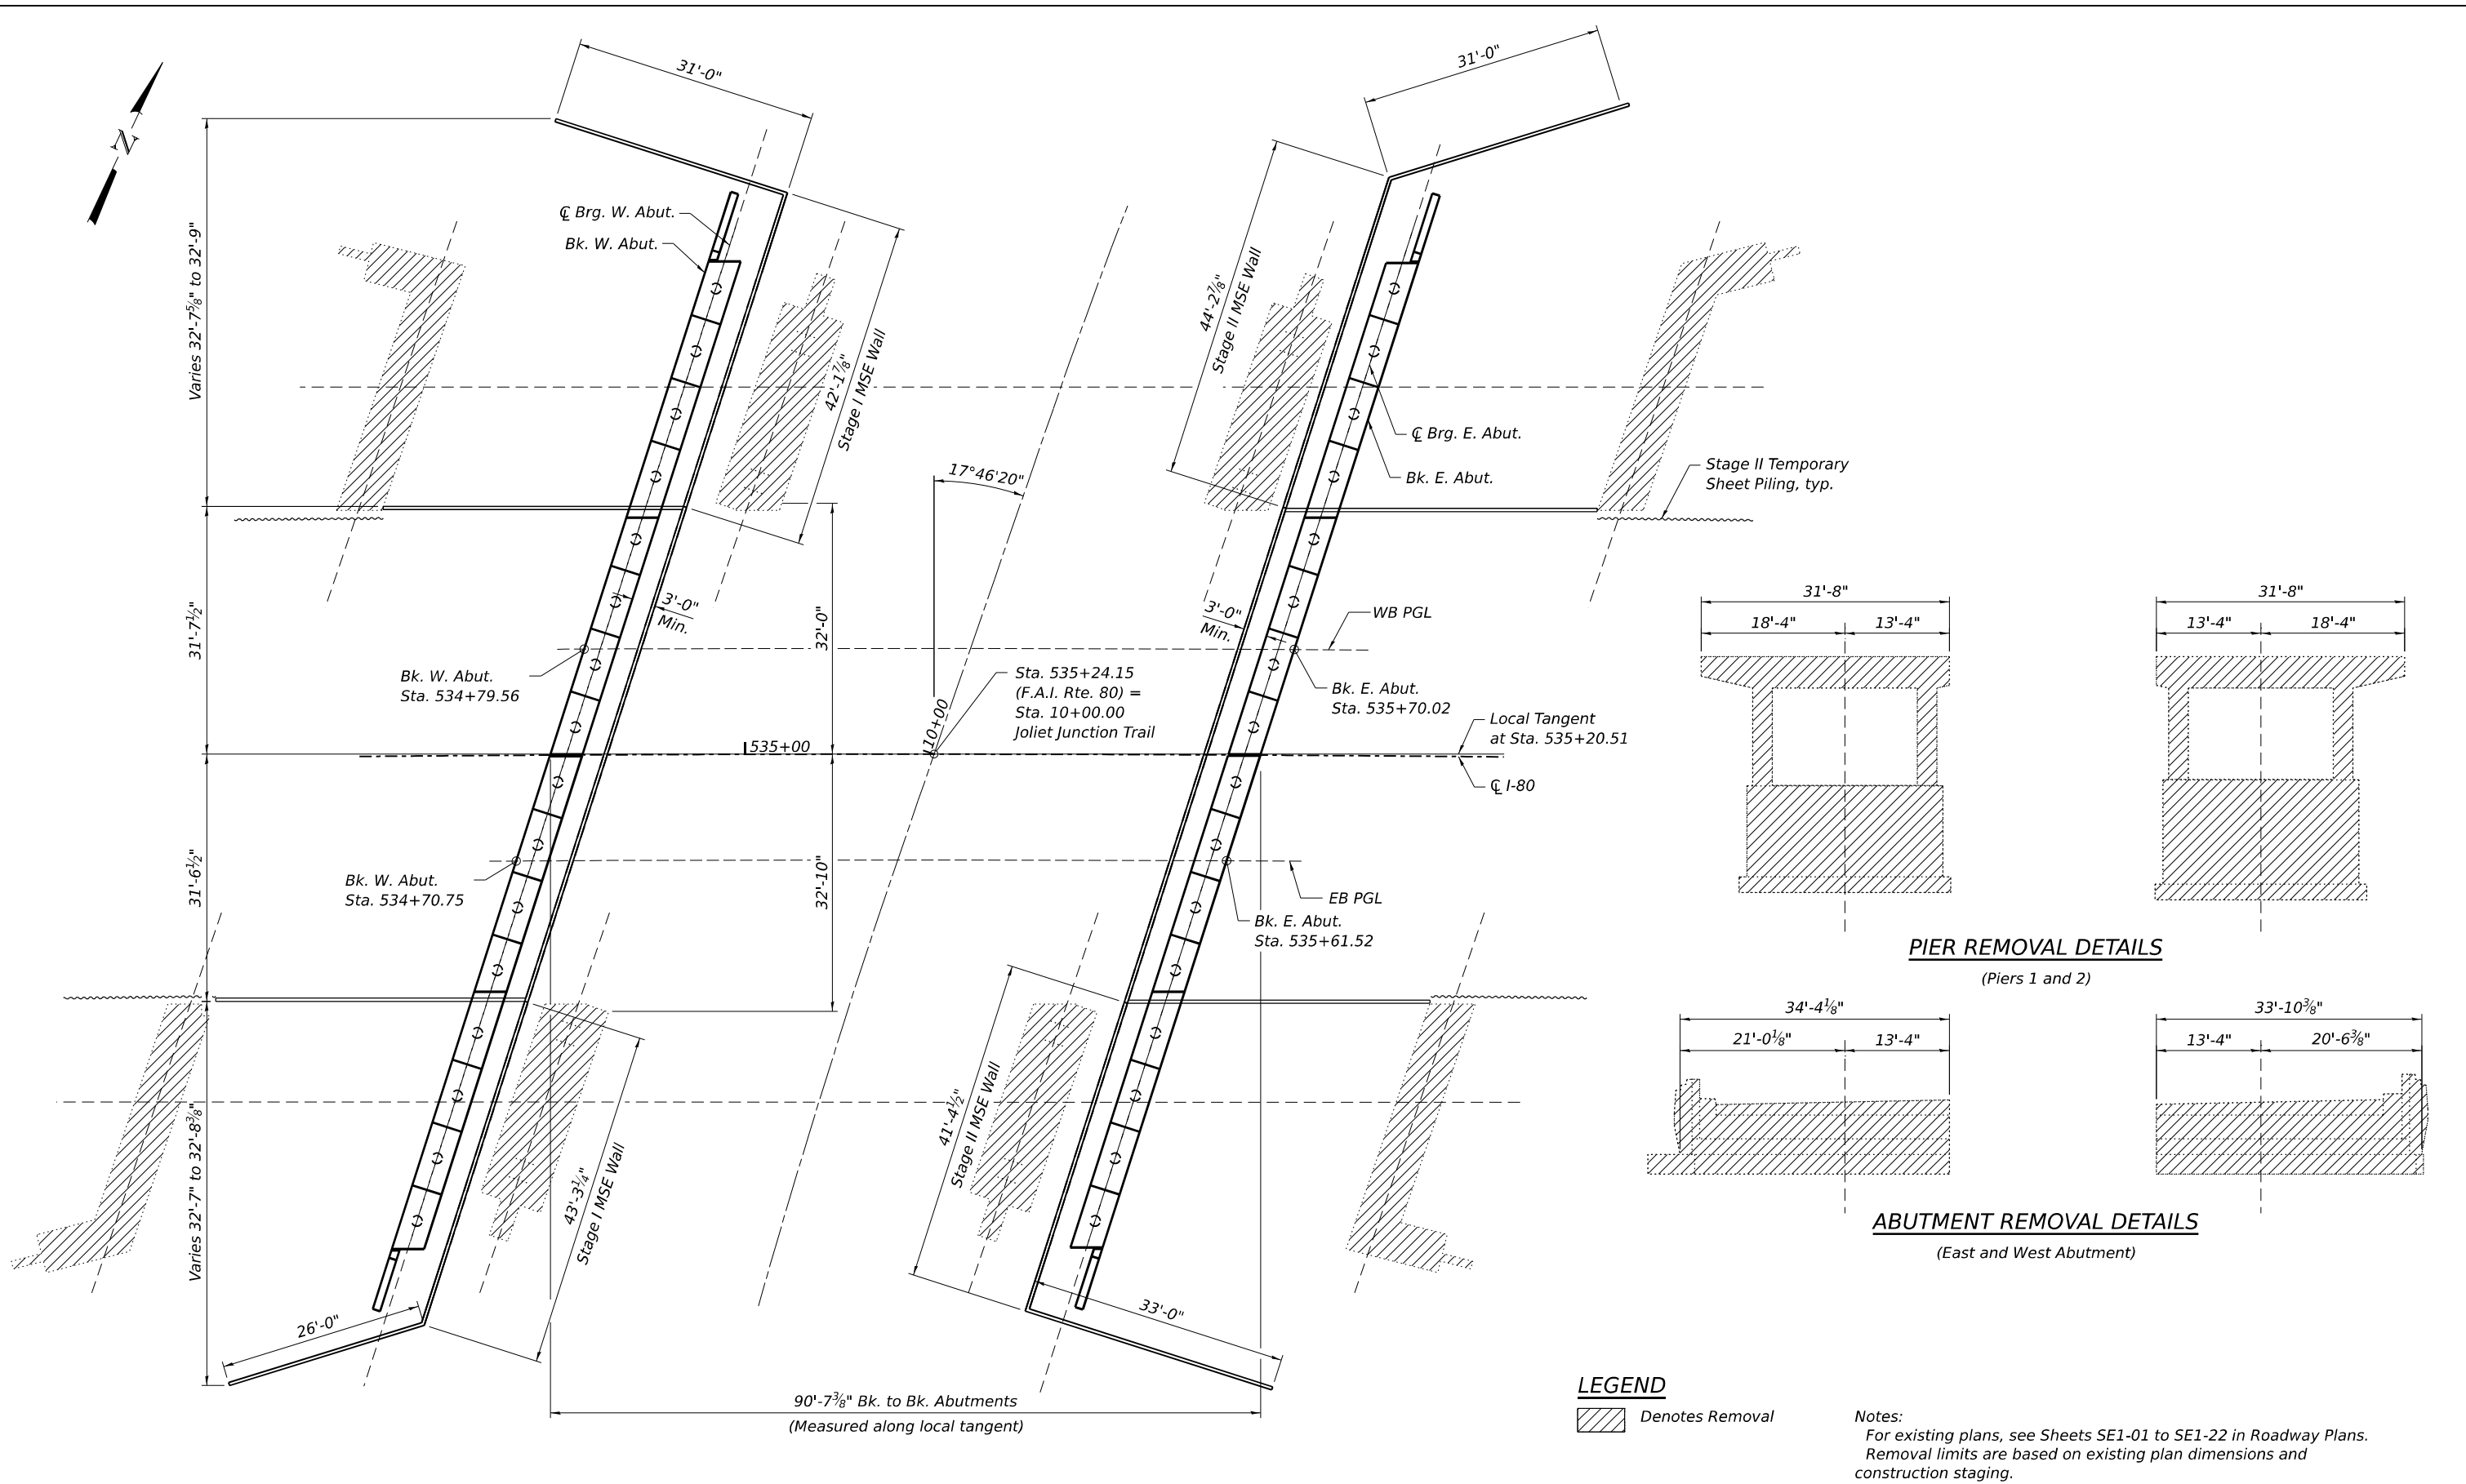 31'-0"
31'-0"
N
Varies 32'-7⅝" to 32'-9"
℄ Brg. W. Abut.
Bk. W. Abut.
42'-1⅞"
Stage I MSE Wall
44'-2⅞"
Stage II MSE Wall
℄ Brg. E. Abut.
Bk. E. Abut.
Stage II Temporary
Sheet Piling, typ.
17°46'20"
31'-7½"
3'-0"
Min.
32'-0"
3'-0"
Min.
WB PGL
Bk. W. Abut.
Sta. 534+79.56
Sta. 535+24.15
(F.A.I. Rte. 80) =
Sta. 10+00.00
Joliet Junction Trail
Bk. E. Abut.
Sta. 535+70.02
10+00
535+00
Local Tangent
at Sta. 535+20.51
℄ I-80
31'-6½"
32'-10"
Bk. W. Abut.
Sta. 534+70.75
EB PGL
Bk. E. Abut.
Sta. 535+61.52
Varies 32'-7" to 32'-8⅜"
43'-3¼"
Stage I MSE Wall
41'-4½"
Stage II MSE Wall
26'-0"
33'-0"
90'-7⅜" Bk. to Bk. Abutments
(Measured along local tangent)
31'-8"
18'-4"
13'-4"
31'-8"
13'-4"
18'-4"
PIER REMOVAL DETAILS
(Piers 1 and 2)
34'-4⅛"
21'-0⅛"
13'-4"
33'-10⅜"
13'-4"
20'-6⅜"
ABUTMENT REMOVAL DETAILS
(East and West Abutment)
LEGEND
Denotes Removal
Notes:
For existing plans, see Sheets SE1-01 to SE1-22 in Roadway Plans.
Removal limits are based on existing plan dimensions and
construction staging.